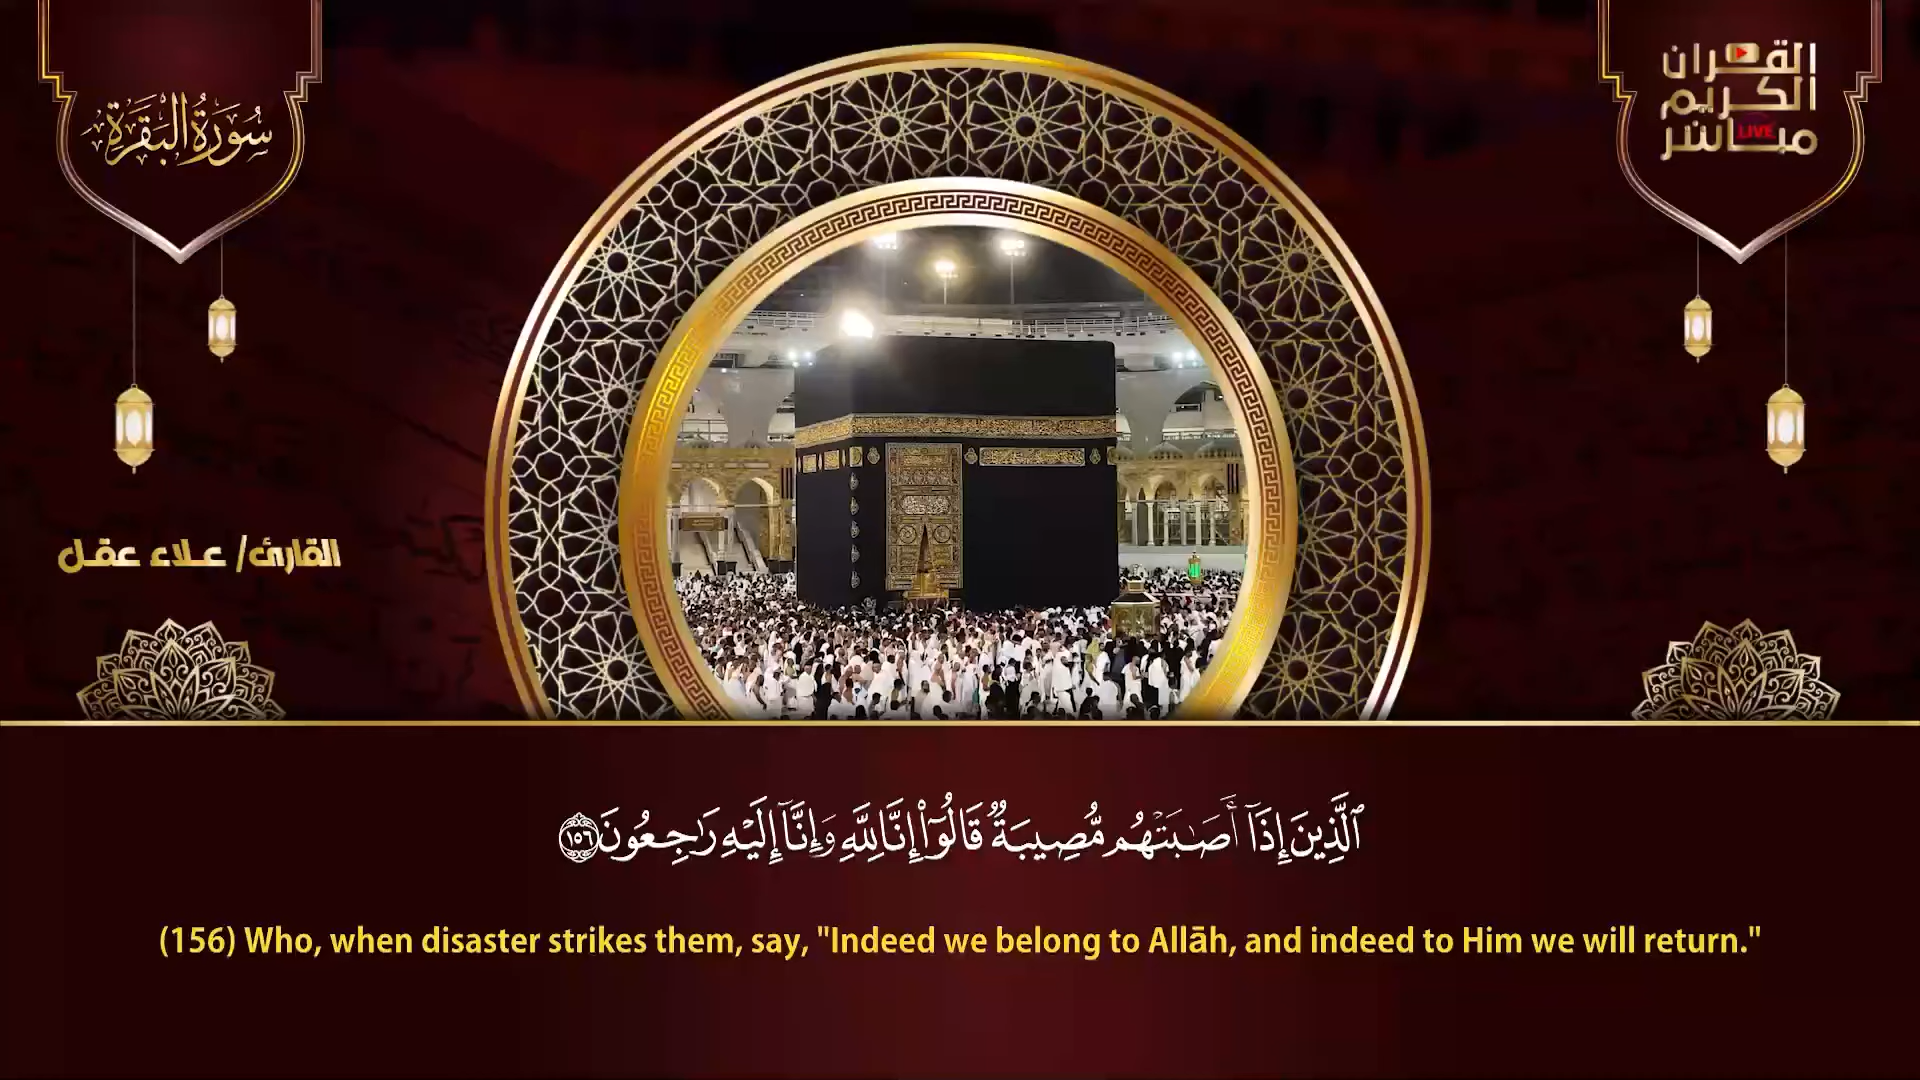 سُورَةُ البَقَرَةِ
القران
الكريم
مباشر
LIVE
القارئ/ علاء عقل
ٱلَّذِينَ إِذَآ أَصَـٰبَتْهُم مُّصِيبَةٌ قَالُوٓا۟ إِنَّا لِلَّهِ وَإِنَّآ إِلَيْهِ رَٰجِعُونَ ١٥٦
(156) Who, when disaster strikes them, say, "Indeed we belong to Allāh, and indeed to Him we will return."